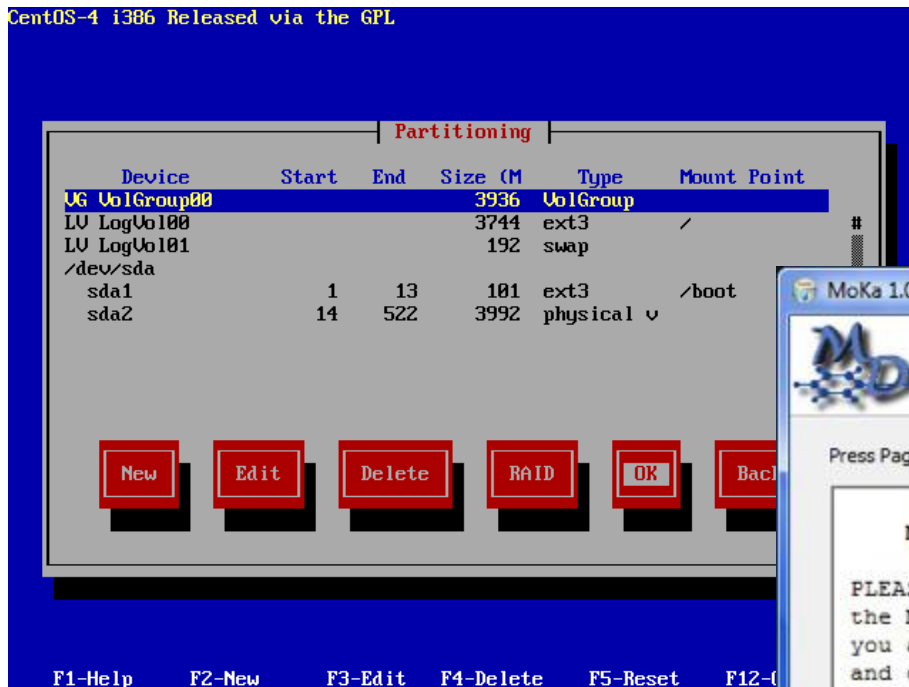 CentOS-4 i386 Released via the GPL
Partitioning
Device Start End Size (M Type Mount Point
VG VolGroup00 3936 VolGroup
LV LogVol00 3744 ext3 / #
LV LogVol01 192 swap
/dev/sda
sda1 1 13 101 ext3 /boot
sda2 14 522 3992 physical v
New Edit Delete RAID OK
F1-Help F2-New F3-Edit F4-Delete F5-Reset
MoKa 1.0
MD
Press Pag
the
you
and